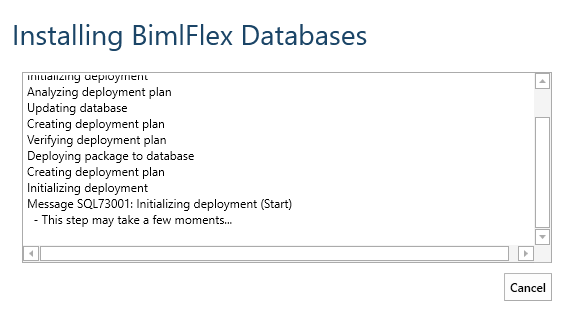 Installing BimlFlex Databases
Initializing deployment
Analyzing deployment plan
Updating database
Creating deployment plan
Verifying deployment plan
Deploying package to database
Creating deployment plan
Initializing deployment
Message SQL73001: Initializing deployment (Start)
- This step may take a few moments...
Cancel